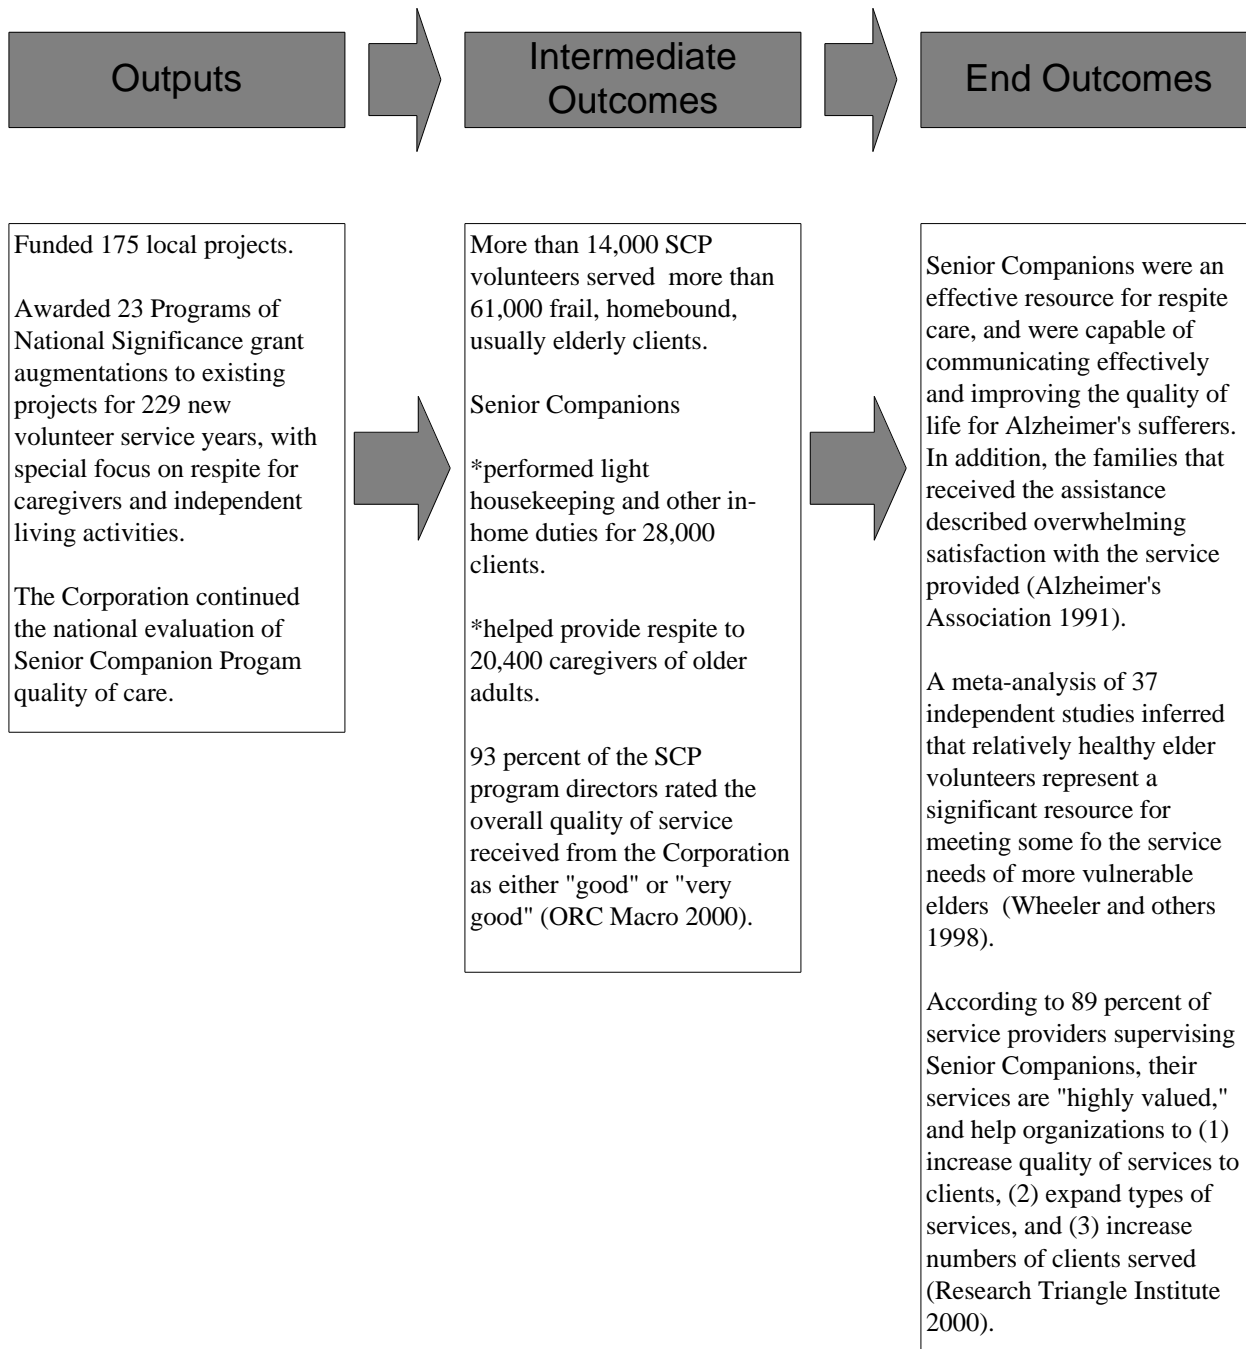 Outputs
Intermediate
Outcomes
End Outcomes
Funded 175 local projects.
Awarded 23 Programs of
National Significance grant
augmentations to existing
projects for 229 new
volunteer service years, with
special focus on respite for
caregivers and independent
living activities.
The Corporation continued
the national evaluation of
Senior Companion Progam
quality of care.
More than 14,000 SCP
volunteers served more than
61,000 frail, homebound,
usually elderly clients.
Senior Companions
*performed light
housekeeping and other in-
home duties for 28,000
clients.
*helped provide respite to
20,400 caregivers of older
adults.
93 percent of the SCP
program directors rated the
overall quality of service
received from the Corporation
as either "good" or "very
good" (ORC Macro 2000).
Senior Companions were an
effective resource for respite
care, and were capable of
communicating effectively
and improving the quality of
life for Alzheimer's sufferers.
In addition, the families that
received the assistance
described overwhelming
satisfaction with the service
provided (Alzheimer's
Association 1991).
A meta-analysis of 37
independent studies inferred
that relatively healthy elder
volunteers represent a
significant resource for
meeting some fo the service
needs of more vulnerable
elders (Wheeler and others
1998).
According to 89 percent of
service providers supervising
Senior Companions, their
services are "highly valued,"
and help organizations to (1)
increase quality of services to
clients, (2) expand types of
services, and (3) increase
numbers of clients served
(Research Triangle Institute
2000).